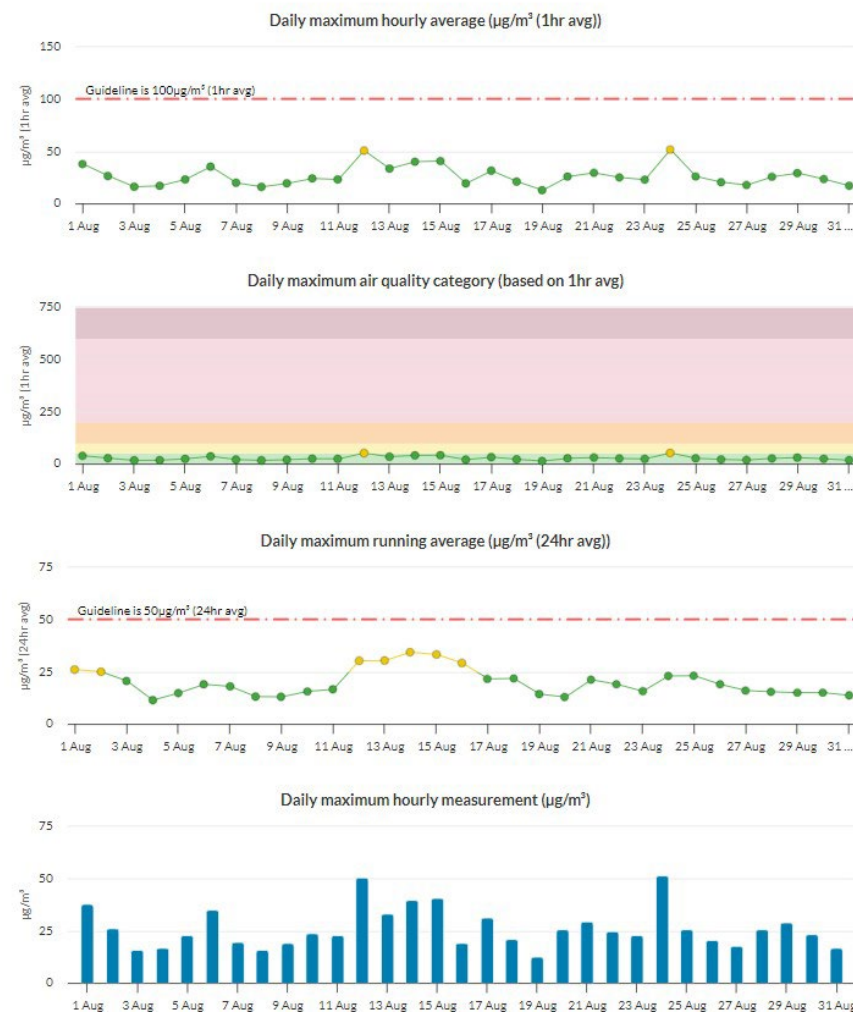 Daily maximum hourly average (µg/m³ (1hr avg))
150
Guideline is 100µg/m³ (1hr avg)
100
50
0
µg/m³ (1hr avg)
1 Aug 3 Aug 5 Aug 7 Aug 9 Aug 11 Aug 13 Aug 15 Aug 17 Aug 19 Aug 21 Aug 23 Aug 25 Aug 27 Aug 29 Aug 31 ...
Daily maximum air quality category (based on 1hr avg)
750
500
250
0
µg/m³ (1hr avg)
1 Aug 3 Aug 5 Aug 7 Aug 9 Aug 11 Aug 13 Aug 15 Aug 17 Aug 19 Aug 21 Aug 23 Aug 25 Aug 27 Aug 29 Aug 31 ...
Daily maximum running average (µg/m³ (24hr avg))
75
Guideline is 50µg/m³ (24hr avg)
50
25
0
µg/m³ (24hr avg)
1 Aug 3 Aug 5 Aug 7 Aug 9 Aug 11 Aug 13 Aug 15 Aug 17 Aug 19 Aug 21 Aug 23 Aug 25 Aug 27 Aug 29 Aug 31 ...
Daily maximum hourly measurement (µg/m³)
75
50
25
0
µg/m³
1 Aug 3 Aug 5 Aug 7 Aug 9 Aug 11 Aug 13 Aug 15 Aug 17 Aug 19 Aug 21 Aug 23 Aug 25 Aug 27 Aug 29 Aug 31 Aug